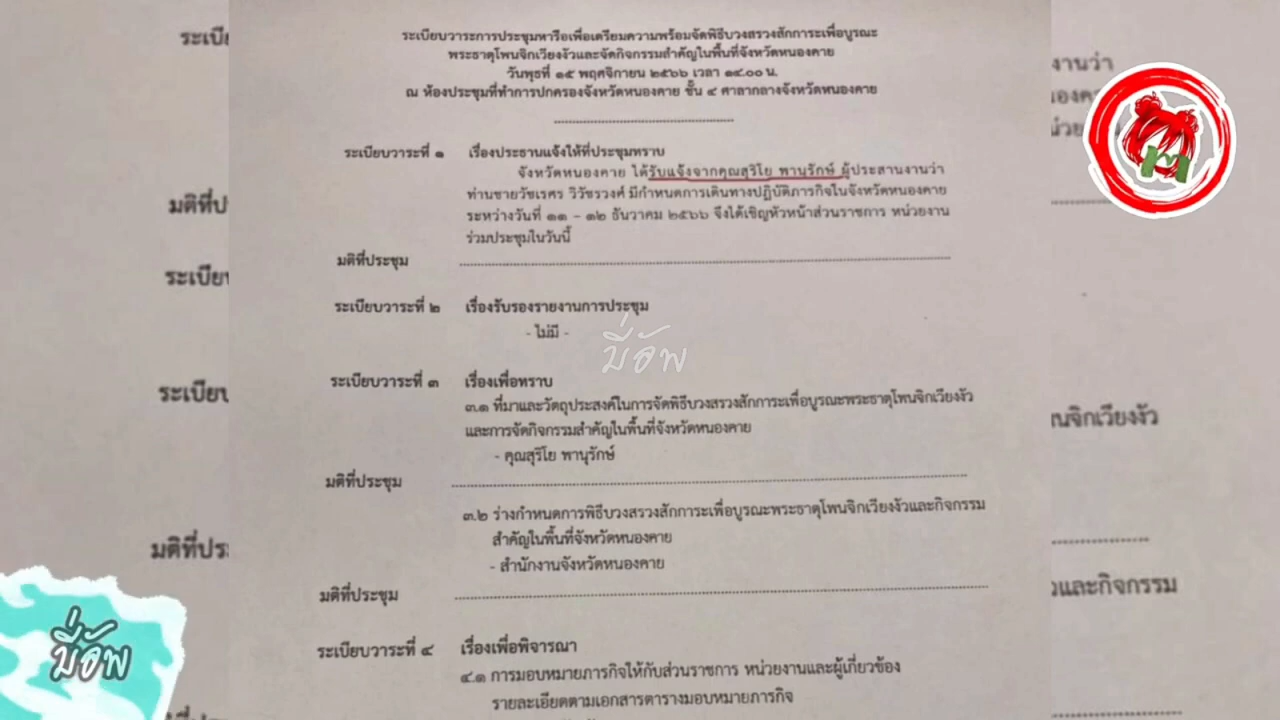 ระเบียบวาระการประชุมหารือเพื่อเตรียมความพร้อมจัดพิธีบวงสรวงสักการะเพื่อบูรณะ
พระธาตุโพนจิกเวียงงัวและจัดกิจกรรมสำคัญในพื้นที่จังหวัดหนองคาย
วันพุธที่ ๑๕ พฤศจิกายน ๒๕๖๖ เวลา ๑๔.๐๐ น.
ณ ห้องประชุมที่ทำการปกครองจังหวัดหนองคาย ชั้น ๔ ศาลากลางจังหวัดหนองคาย
ระเบียบวาระที่ ๑ เรื่องประธานแจ้งให้ที่ประชุมทราบ
จังหวัดหนองคาย ได้รับแจ้งจากคุณสุริโย พานุรักษ์ ผู้ประสานงานว่า
ท่านชายวัชเรศร วิวัชรวงศ์ มีกำหนดการเดินทางปฏิบัติภารกิจในจังหวัดหนองคาย
ระหว่างวันที่ ๑๑ - ๑๒ ธันวาคม ๒๕๖๖ จึงได้เชิญหัวหน้าส่วนราชการ หน่วยงาน
ร่วมประชุมในวันนี้
มติที่ประชุม
ระเบียบวาระที่ ๒ เรื่องรับรองรายงานการประชุม
- ไม่มี -
บี่อัพ
ระเบียบวาระที่ ๓ เรื่องเพื่อทราบ
๓.๑ ที่มาและวัตถุประสงค์ในการจัดพิธีบวงสรวงสักการะเพื่อบูรณะพระธาตุโพนจิกเวียงงัว
และการจัดกิจกรรมสำคัญในพื้นที่จังหวัดหนองคาย
- คุณสุริโย พานุรักษ์
มติที่ประชุม
๓.๒ ร่างกำหนดการพิธีบวงสรวงสักการะเพื่อบูรณะพระธาตุโพนจิกเวียงงัวและกิจกรรม
สำคัญในพื้นที่จังหวัดหนองคาย
- สำนักงานจังหวัดหนองคาย
มติที่ประชุม
ระเบียบวาระที่ ๔ เรื่องเพื่อพิจารณา
๔.๑ การมอบหมายภารกิจให้กับส่วนราชการ หน่วยงานและผู้เกี่ยวข้อง
รายละเอียดตามเอกสารตารางมอบหมายภารกิจ
บี่อัพ